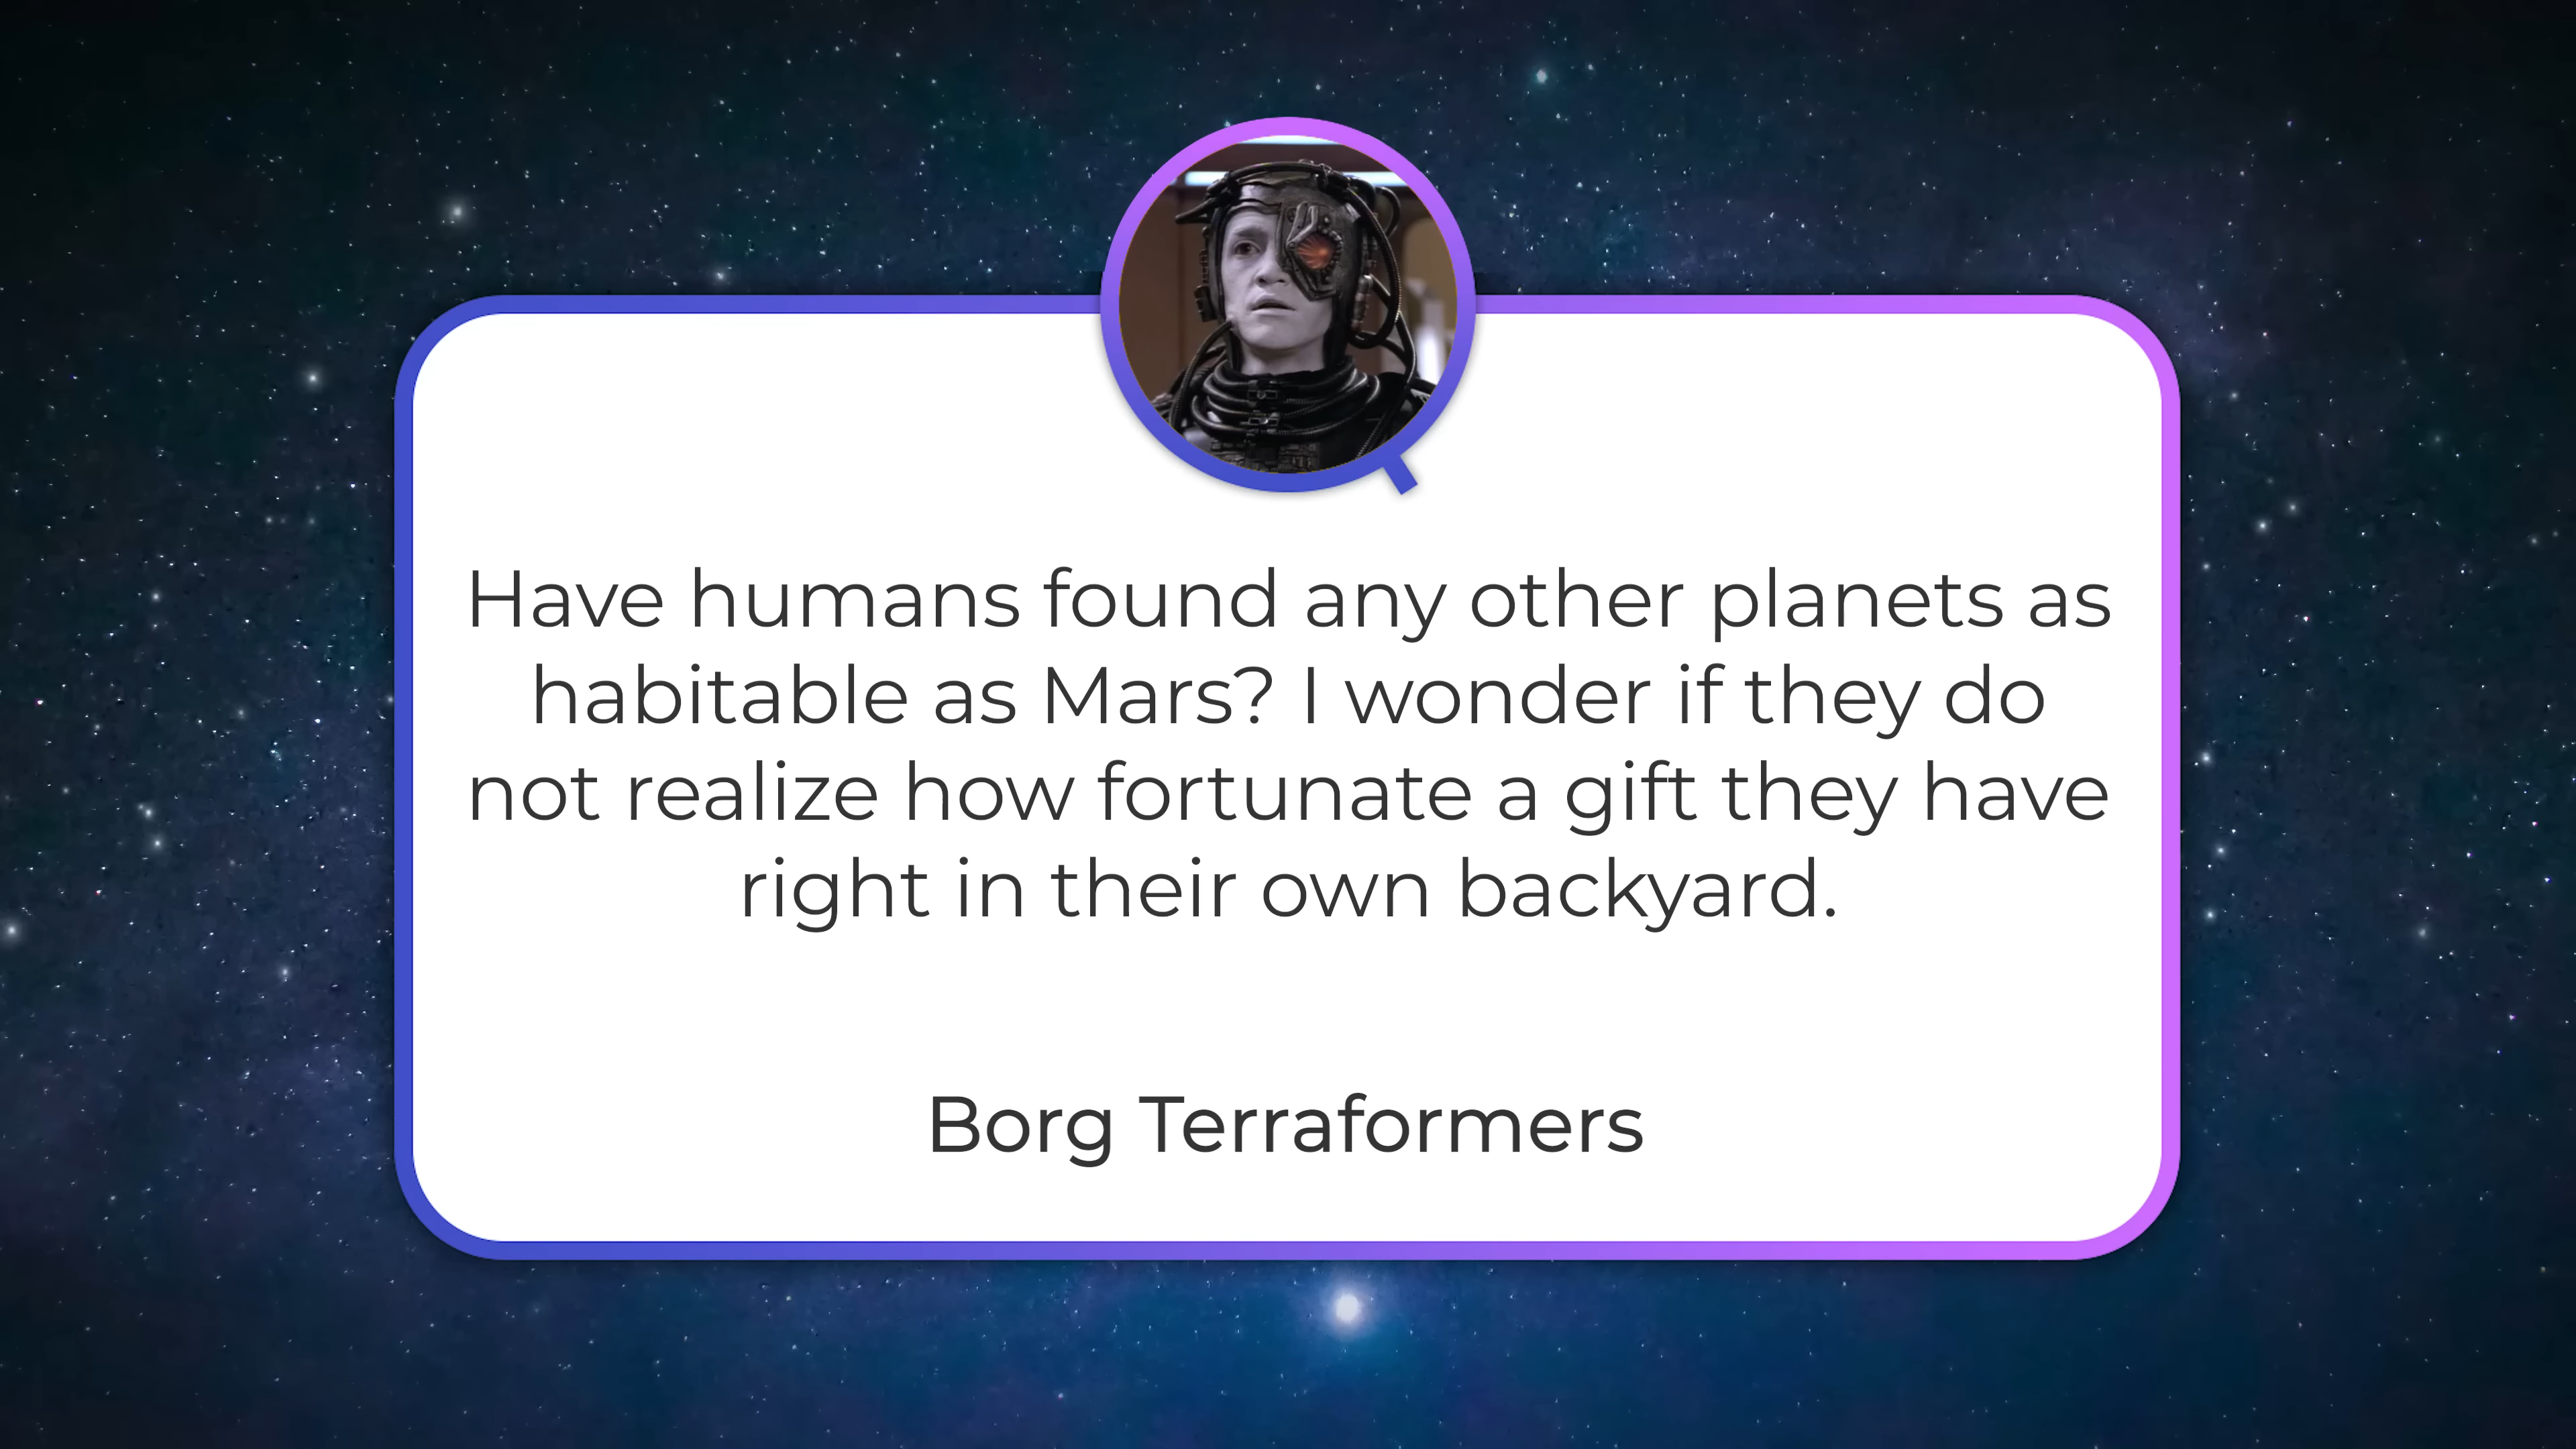 Have humans found any other planets as
habitable as Mars? I wonder if they do
not realize how fortunate a gift they have
right in their own backyard.
Borg Terraformers